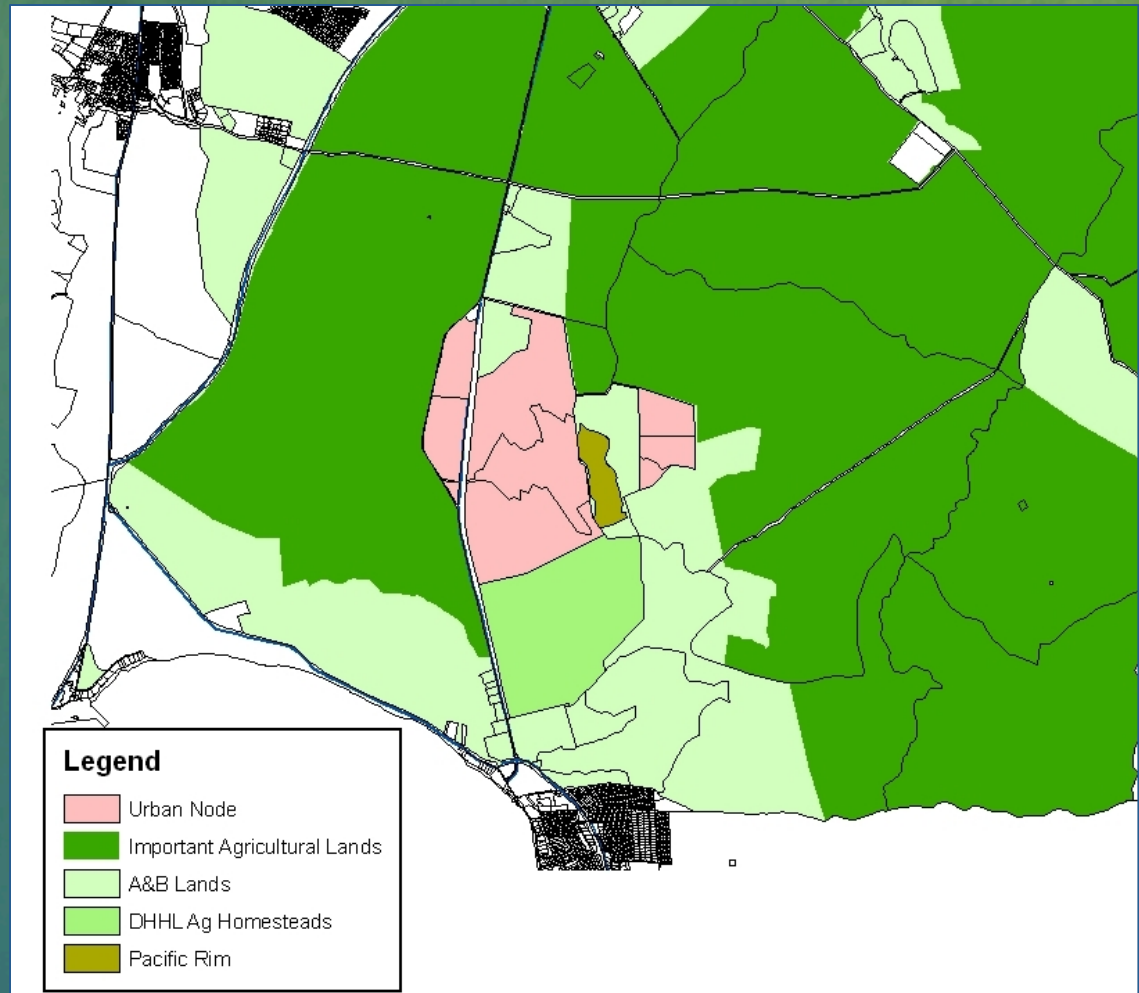 Legend
Urban Node
Important Agricultural Lands
A&B Lands
DHHL Ag Homesteads
Pacific Rim